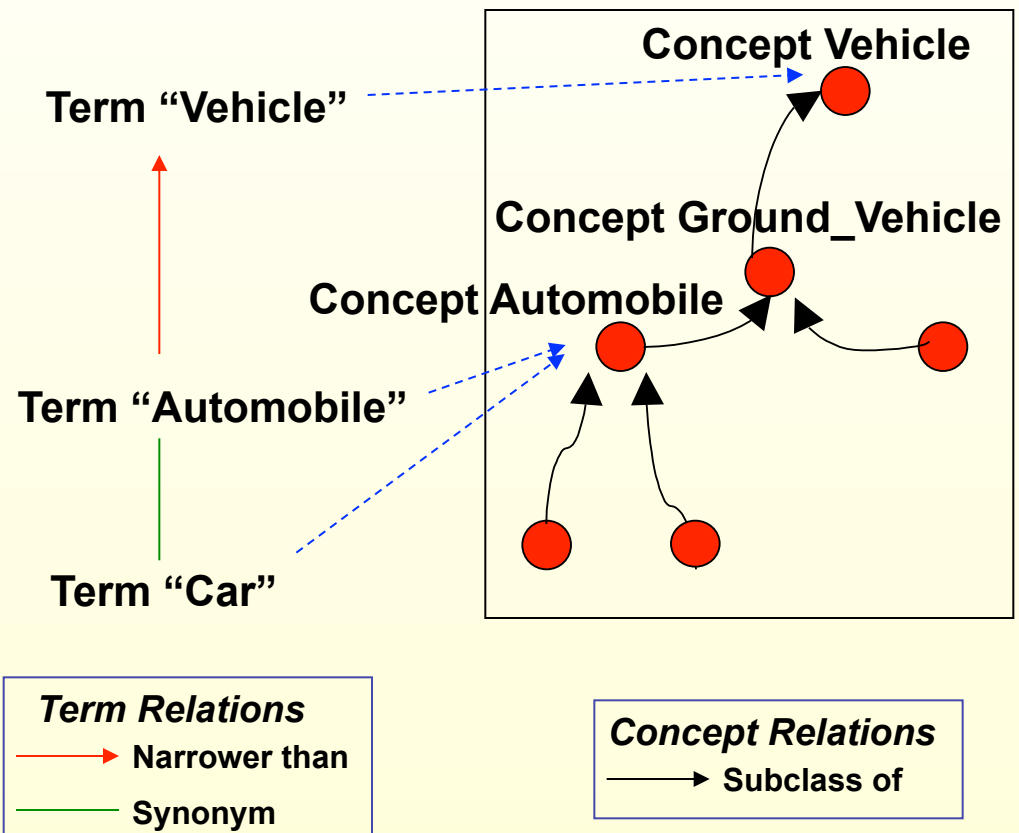 Concept Vehicle
Term “Vehicle”
Concept Ground_Vehicle
Concept Automobile
Term “Automobile”
Term “Car”
Term Relations
Narrower than
Synonym
Concept Relations
Subclass of